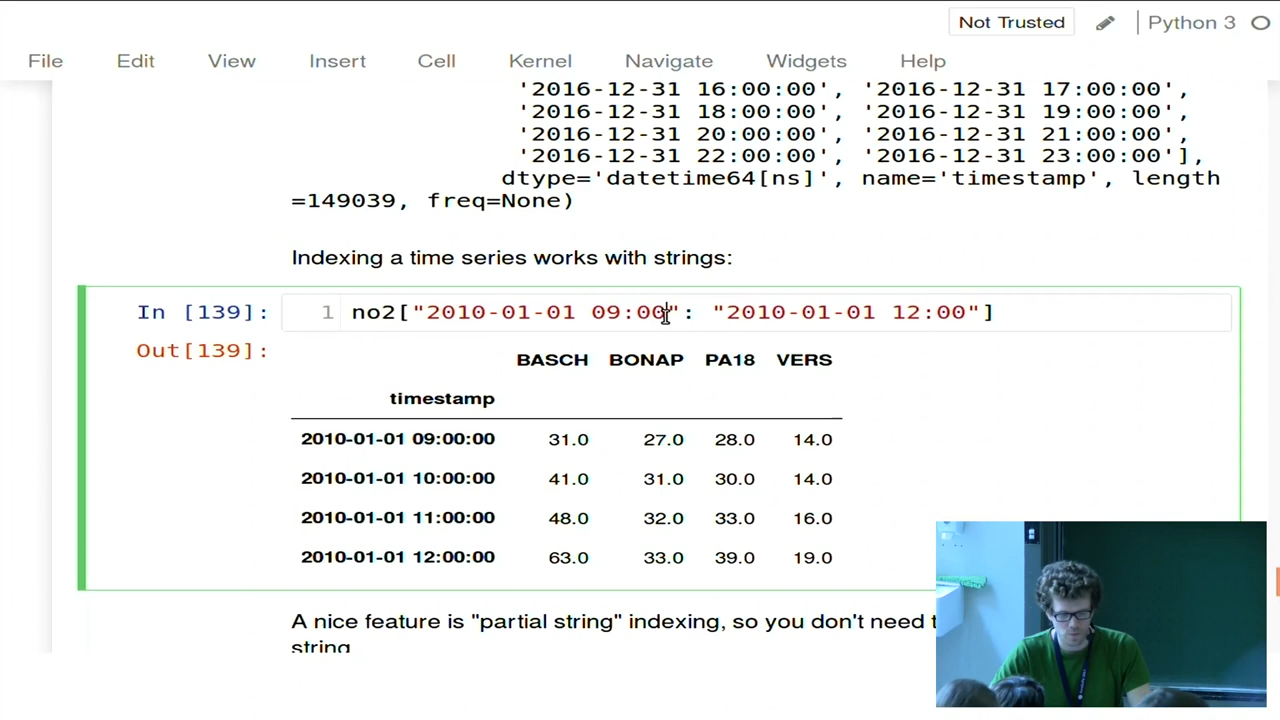 Not Trusted Python 3
File Edit View Insert Cell Kernel Navigate Widgets Help
'2016-12-31 16:00:00', '2016-12-31 17:00:00',
'2016-12-31 18:00:00', '2016-12-31 19:00:00',
'2016-12-31 20:00:00', '2016-12-31 21:00:00',
'2016-12-31 22:00:00', '2016-12-31 23:00:00'],
dtype='datetime64[ns]', name='timestamp', length
=149039, freq=None)
Indexing a time series works with strings:
In [139]: 1 no2["2010-01-01 09:00": "2010-01-01 12:00"]
Out[139]:
BASCH BONAP PA18 VERS
timestamp
2010-01-01 09:00:00 31.0 27.0 28.0 14.0
2010-01-01 10:00:00 41.0 31.0 30.0 14.0
2010-01-01 11:00:00 48.0 32.0 33.0 16.0
2010-01-01 12:00:00 63.0 33.0 39.0 19.0
A nice feature is "partial string" indexing, so you don't need
string